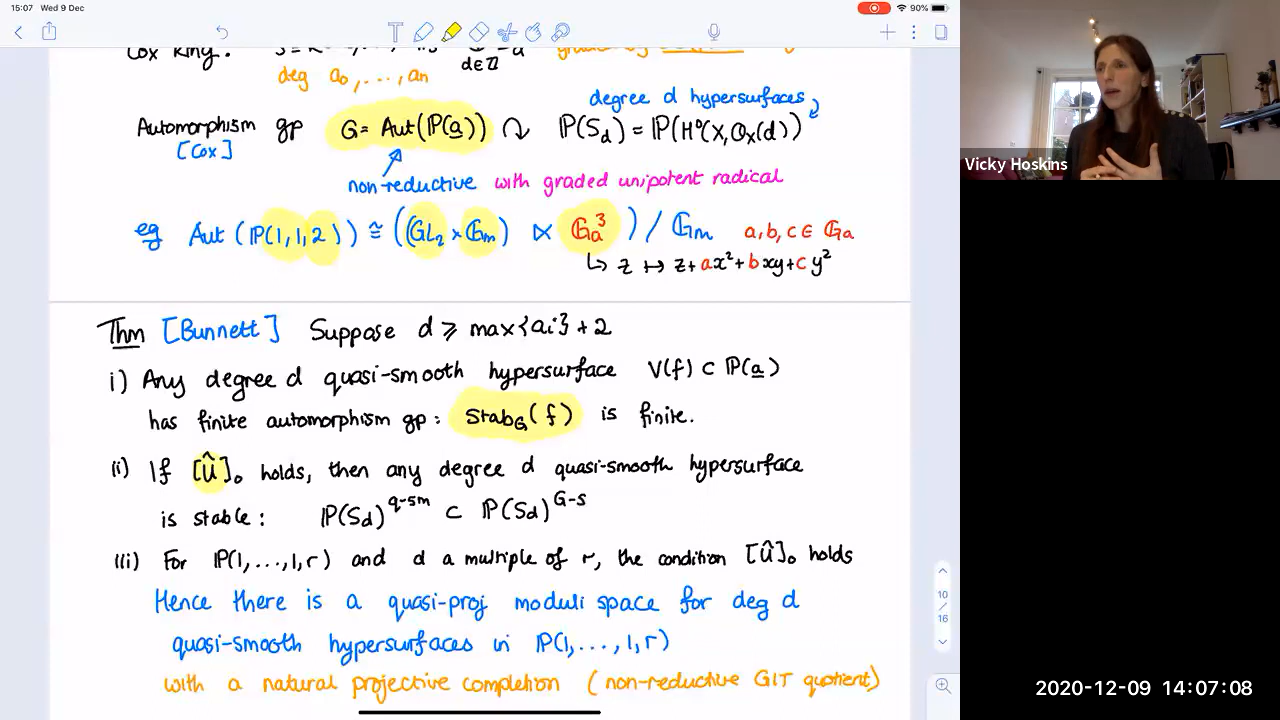 15:07 Wed 9 Dec
90%
Cox ring:
deg a₀, ..., aₙ d∈ℤ
degree d hypersurfaces
Automorphism gp G = Aut(ℙ(a̲)) ↷ ℙ(S_d) = ℙ(H⁰(X, O_X(d)))
[Cox]
non-reductive with graded unipotent radical
eg Aut(ℙ(1,1,2)) ≅ ((GL₂ × 𝔾m) ⋉ 𝔾a³) / 𝔾m a, b, c ∈ 𝔾a
↳ z ↦ z + ax² + bxy + cy²
Thm [Bunnett] Suppose d ≥ max{ai} + 2
i) Any degree d quasi-smooth hypersurface V(f) ⊂ ℙ(a̲)
has finite automorphism gp: Stab_G(f) is finite.
ii) If [Û]₀ holds, then any degree d quasi-smooth hypersurface
is stable: ℙ(S_d)^{q-sm} ⊂ ℙ(S_d)^{G-s}
iii) For ℙ(1,...,1,r) and d a multiple of r, the condition [Û]₀ holds
Hence there is a quasi-proj moduli space for deg d
quasi-smooth hypersurfaces in ℙ(1,...,1,r)
with a natural projective completion (non-reductive GIT quotient)
10
/
16
Vicky Hoskins
2020-12-09 14:07:08